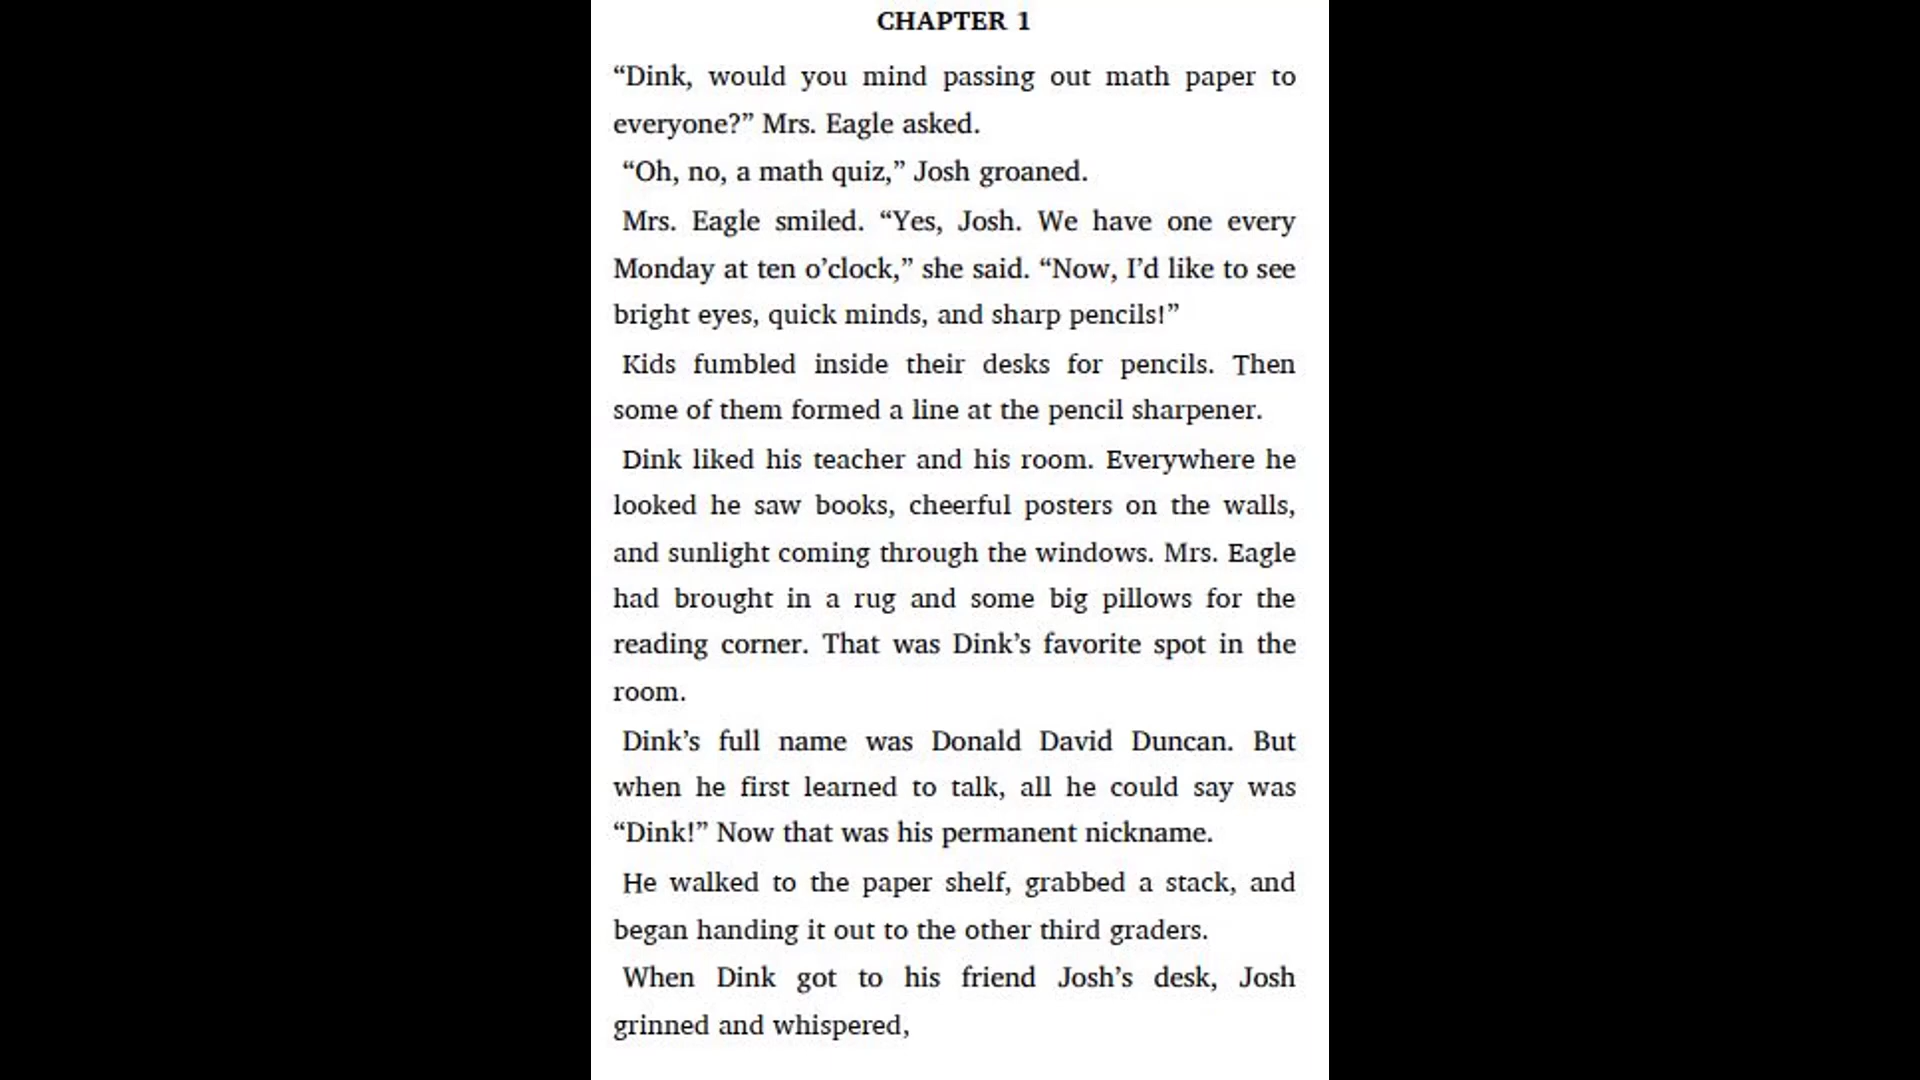 CHAPTER 1
“Dink, would you mind passing out math paper to
everyone?” Mrs. Eagle asked.
“Oh, no, a math quiz,” Josh groaned.
Mrs. Eagle smiled. “Yes, Josh. We have one every
Monday at ten o’clock,” she said. “Now, I’d like to see
bright eyes, quick minds, and sharp pencils!”
Kids fumbled inside their desks for pencils. Then
some of them formed a line at the pencil sharpener.
Dink liked his teacher and his room. Everywhere he
looked he saw books, cheerful posters on the walls,
and sunlight coming through the windows. Mrs. Eagle
had brought in a rug and some big pillows for the
reading corner. That was Dink’s favorite spot in the
room.
Dink’s full name was Donald David Duncan. But
when he first learned to talk, all he could say was
“Dink!” Now that was his permanent nickname.
He walked to the paper shelf, grabbed a stack, and
began handing it out to the other third graders.
When Dink got to his friend Josh’s desk, Josh
grinned and whispered,